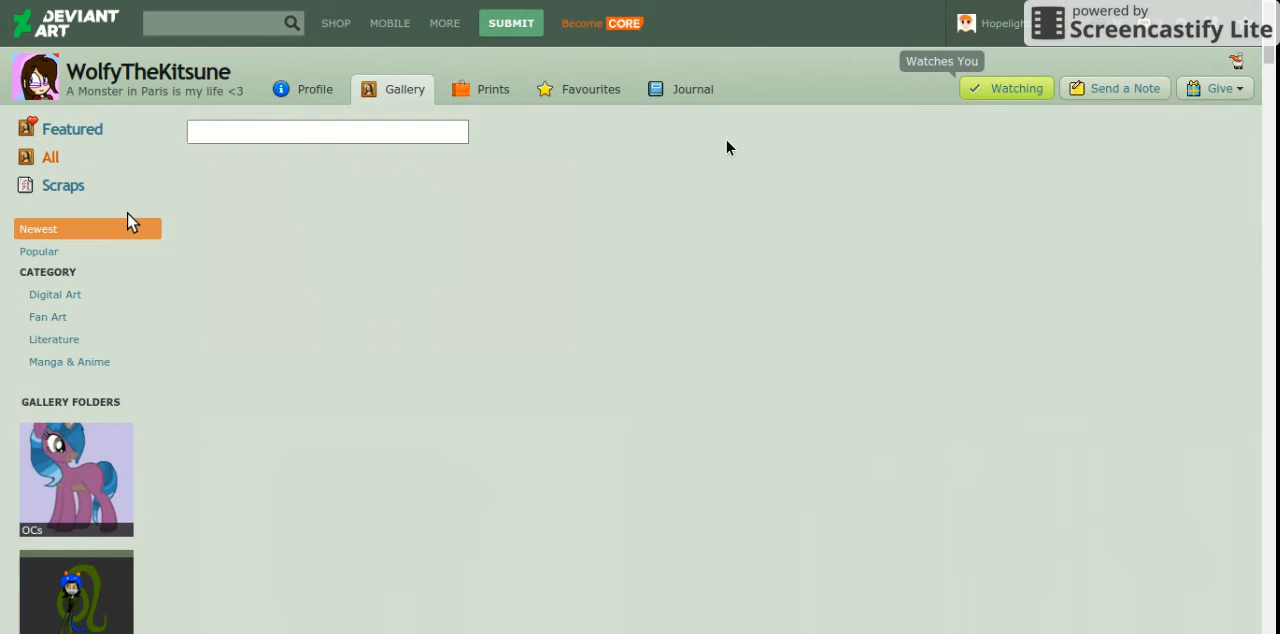 DEVIANT
ART
SHOP
MOBILE
MORE
SUBMIT
Become CORE
powered by
Screencastify Lite
WolfyTheKitsune
A Monster in Paris is my life <3
Profile
Gallery
Prints
Favourites
Journal
Watches You
Watching
Send a Note
Give
Featured
All
Scraps
Newest
Popular
CATEGORY
Digital Art
Fan Art
Literature
Manga & Anime
GALLERY FOLDERS
OCs